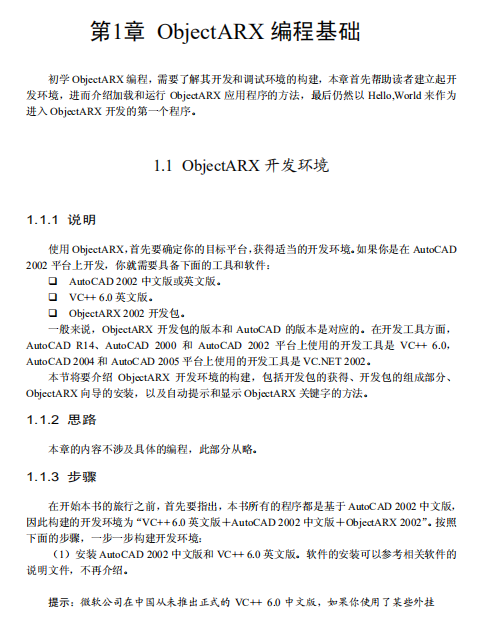 第1章 ObjectARX 编程基础
初学 ObjectARX 编程，需要了解其开发和调试环境的构建，本章首先帮助读者建立起开
发环境，进而介绍加载和运行 ObjectARX 应用程序的方法，最后仍然以 Hello,World 来作为
进入 ObjectARX 开发的第一个程序。
1.1 ObjectARX 开发环境
1.1.1 说明
使用 ObjectARX，首先要确定你的目标平台，获得适当的开发环境。如果你是在 AutoCAD
2002 平台上开发，你就需要具备下面的工具和软件：
❑ AutoCAD 2002 中文版或英文版。
❑ VC++ 6.0 英文版。
❑ ObjectARX 2002 开发包。
一般来说，ObjectARX 开发包的版本和 AutoCAD 的版本是对应的。在开发工具方面，
AutoCAD R14、AutoCAD 2000 和 AutoCAD 2002 平台上使用的开发工具是 VC++ 6.0，
AutoCAD 2004 和 AutoCAD 2005 平台上使用的开发工具是 VC.NET 2002。
本节将要介绍 ObjectARX 开发环境的构建，包括开发包的获得、开发包的组成部分、
ObjectARX 向导的安装，以及自动提示和显示 ObjectARX 关键字的方法。
1.1.2 思路
本章的内容不涉及具体的编程，此部分从略。
1.1.3 步骤
在开始本书的旅行之前，首先要指出，本书所有的程序都是基于 AutoCAD 2002 中文版，
因此构建的开发环境为“VC++ 6.0 英文版＋AutoCAD 2002 中文版＋ObjectARX 2002”。按照
下面的步骤，一步一步构建开发环境：
（1）安装 AutoCAD 2002 中文版和 VC++ 6.0 英文版。软件的安装可以参考相关软件的
说明文件，不再介绍。
提示：微软公司在中国从未推出正式的 VC++ 6.0 中文版，如果你使用了某些外挂